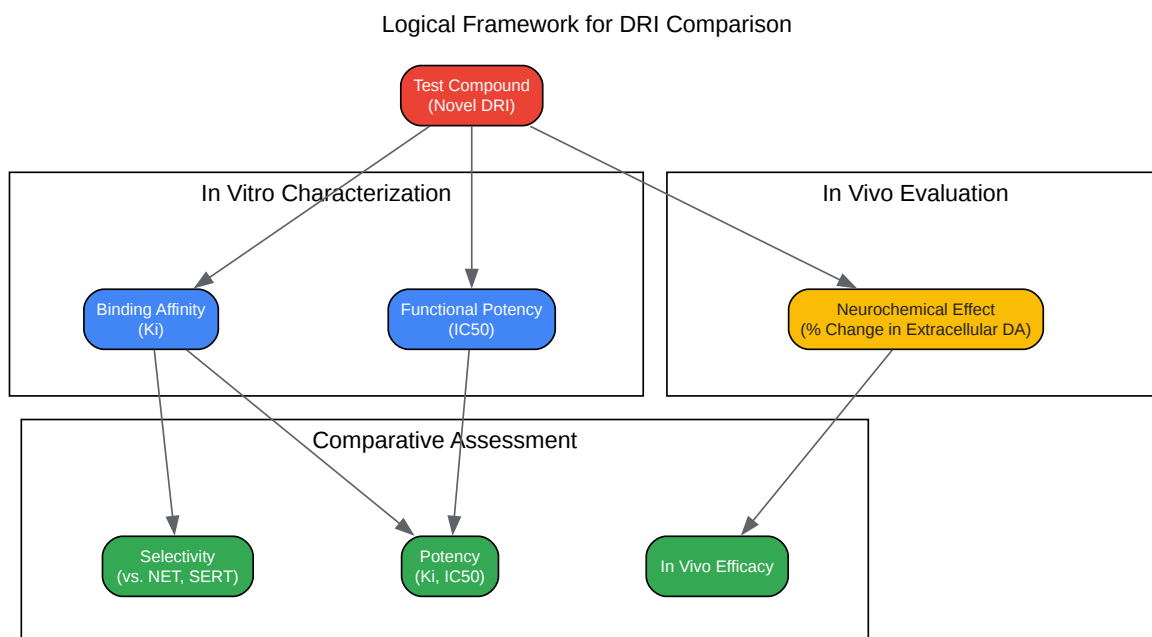 Logical Framework for DRI Comparison
Test Compound
(Novel DRI)
In Vitro Characterization
In Vivo Evaluation
Binding Affinity
(Ki)
Functional Potency
(IC50)
Neurochemical Effect
(% Change in Extracellular DA)
Comparative Assessment
Selectivity
(vs. NET, SERT)
Potency
(Ki, IC50)
In Vivo Efficacy